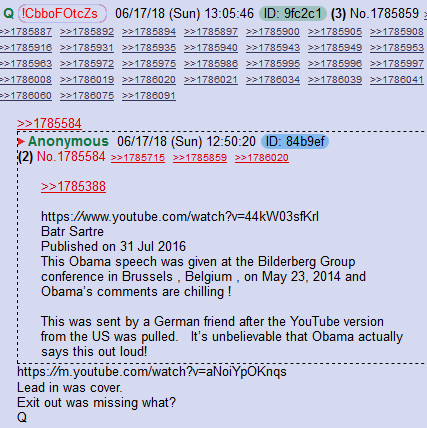 Q !CbboFOtcZs 06/17/18 (Sun) 13:05:46 ID: 9fc2c1 (3) No.1785859
>>1785887 >>1785892 >>1785894 >>1785897 >>1785900 >>1785905 >>1785908
>>1785916 >>1785928 >>1785935 >>1785940 >>1785943 >>1785949 >>1785953
>>1785963 >>1785972 >>1785975 >>1785986 >>1785995 >>1785996 >>1785997
>>1786008 >>1786019 >>1786020 >>1786021 >>1786034 >>1786039 >>1786041
>>1786060 >>1786075 >>1786091
>>1785584
Anonymous 06/17/18 (Sun) 12:50:20 ID: 84b9ef
(2) No.1785584 >>1785715 >>1785859 >>1786020
>>1785388
https://www.youtube.com/watch?v=44kW03sfKrI
Batr Sartre
Published on 31 Jul 2016
This Obama speech was given at the Bilderberg Group
conference in Brussels , Belgium , on May 23, 2014 and
Obama's comments are chilling !
This was sent by a German friend after the YouTube version
from the US was pulled. It's unbelievable that Obama actually
says this out loud!
https://m.youtube.com/watch?v=aNoiYpOKnqs
Lead in was cover.
Exit out was missing what?
Q